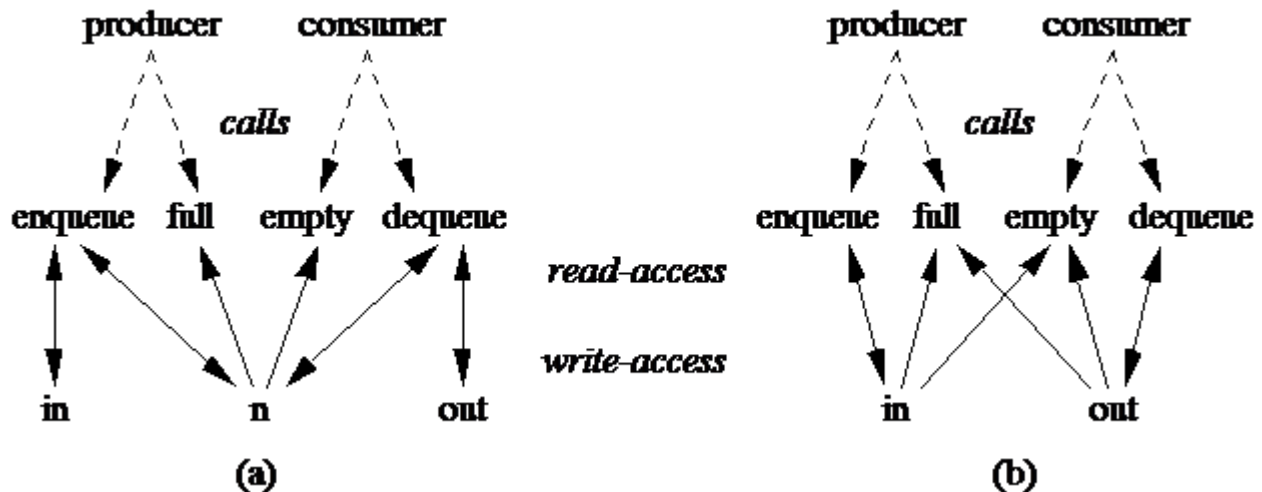 producer consumer producer consumer
calls calls
enqueue full empty dequeue enqueue full empty dequeue
read-access
write-access
in n out in out
(a) (b)